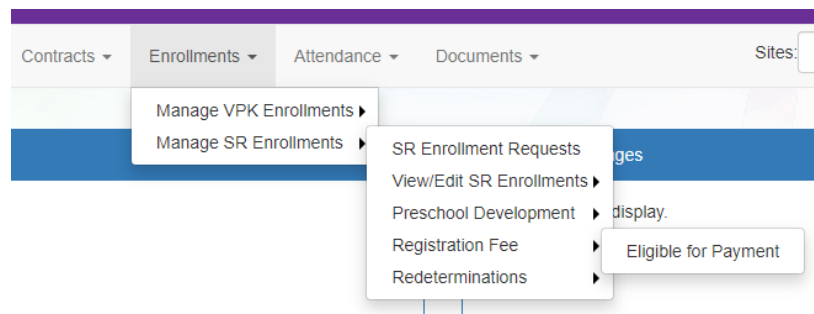 Contracts Enrollments Attendance Documents Sites:
Manage VPK Enrollments
Manage SR Enrollments
SR Enrollment Requests
View/Edit SR Enrollments
Preschool Development display.
Registration Fee Eligible for Payment
Redeterminations